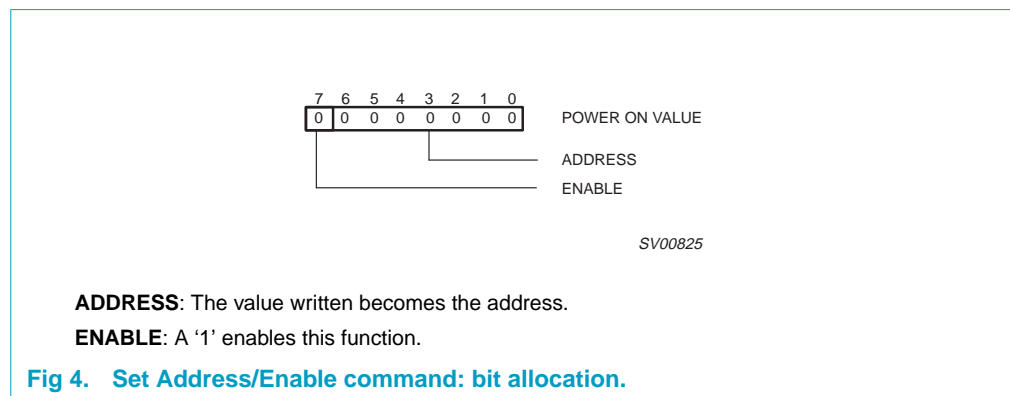 7 6 5 4 3 2 1 0
0 0 0 0 0 0 0 0 POWER ON VALUE
ADDRESS
ENABLE
SV00825
ADDRESS: The value written becomes the address.
ENABLE: A ‘1’ enables this function.
Fig 4. Set Address/Enable command: bit allocation.